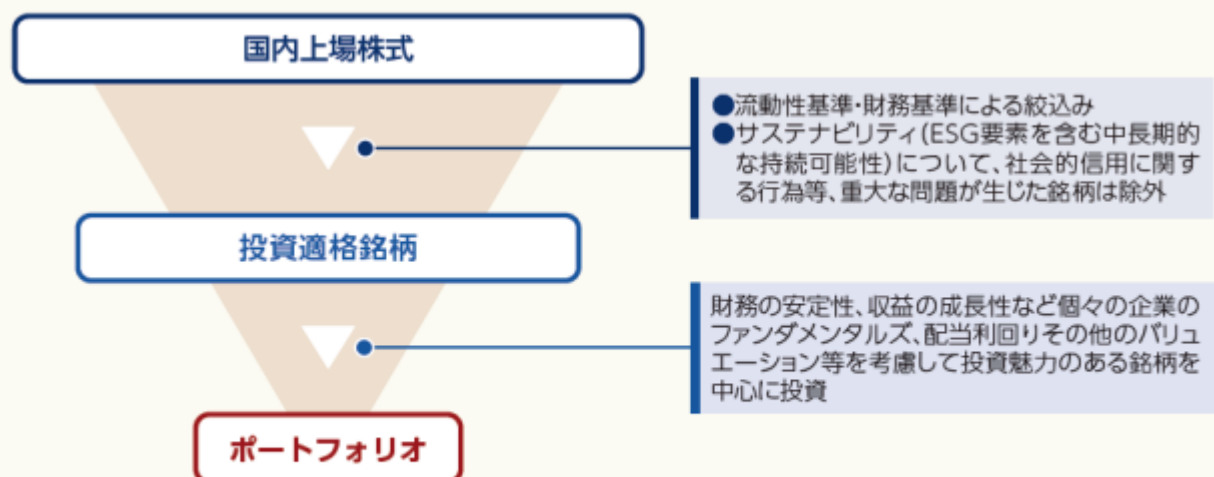 国内上場株式
●流動性基準・財務基準による絞込み
●サステナビリティ(ESG要素を含む中長期的
な持続可能性)について、社会的信用に関す
る行為等、重大な問題が生じた銘柄は除外
投資適格銘柄
財務の安定性、収益の成長性など個々の企業の
ファンダメンタルズ、配当利回りその他のバリュ
エーション等を考慮して投資魅力のある銘柄を
中心に投資
ポートフォリオ